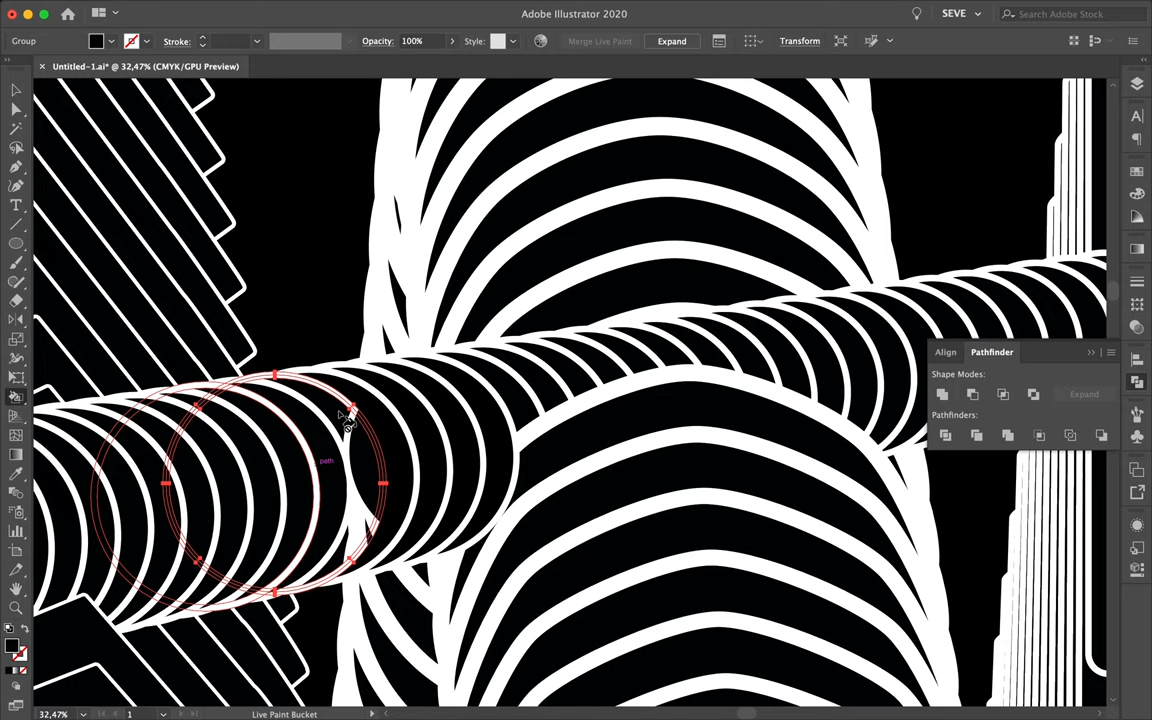 Adobe Illustrator 2020
SEVE
Search Adobe Stock
Group
Stroke:
Opacity:
100%
Style:
Merge Live Paint
Expand
Transform
Untitled-1.ai* @ 32,47% (CMYK/GPU Preview)
path
Align
Pathfinder
Shape Modes:
Expand
Pathfinders:
32,47%
1
Live Paint Bucket